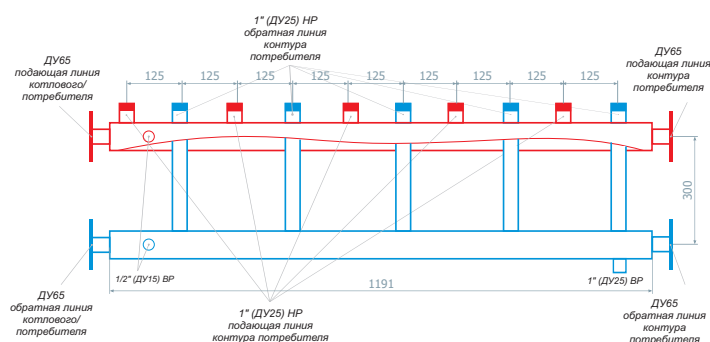 1" (ДУ25) НР
обратная линия
контура
потребителя
ДУ65
подающая линия
котлового/
потребителя
ДУ65
подающая линия
контура
потребителя
125
125
125
125
125
125
125
125
125
300
1/2" (ДУ15) ВР
1191
1" (ДУ25) ВР
ДУ65
обратная линия
котлового/
потребителя
1" (ДУ25) НР
подающая линия
контура потребителя
ДУ65
обратная линия
контура
потребителя